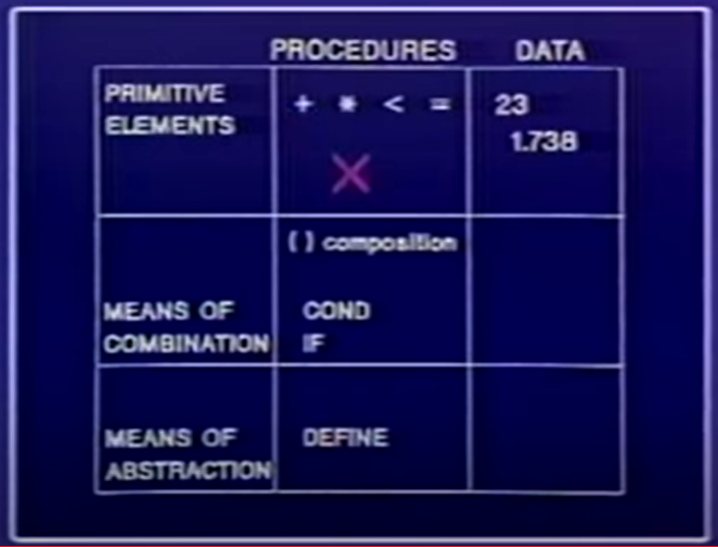 PROCEDURES DATA
PRIMITIVE
ELEMENTS
+ * < = 23
1.738
( ) composition
MEANS OF COND
COMBINATION IF
MEANS OF DEFINE
ABSTRACTION